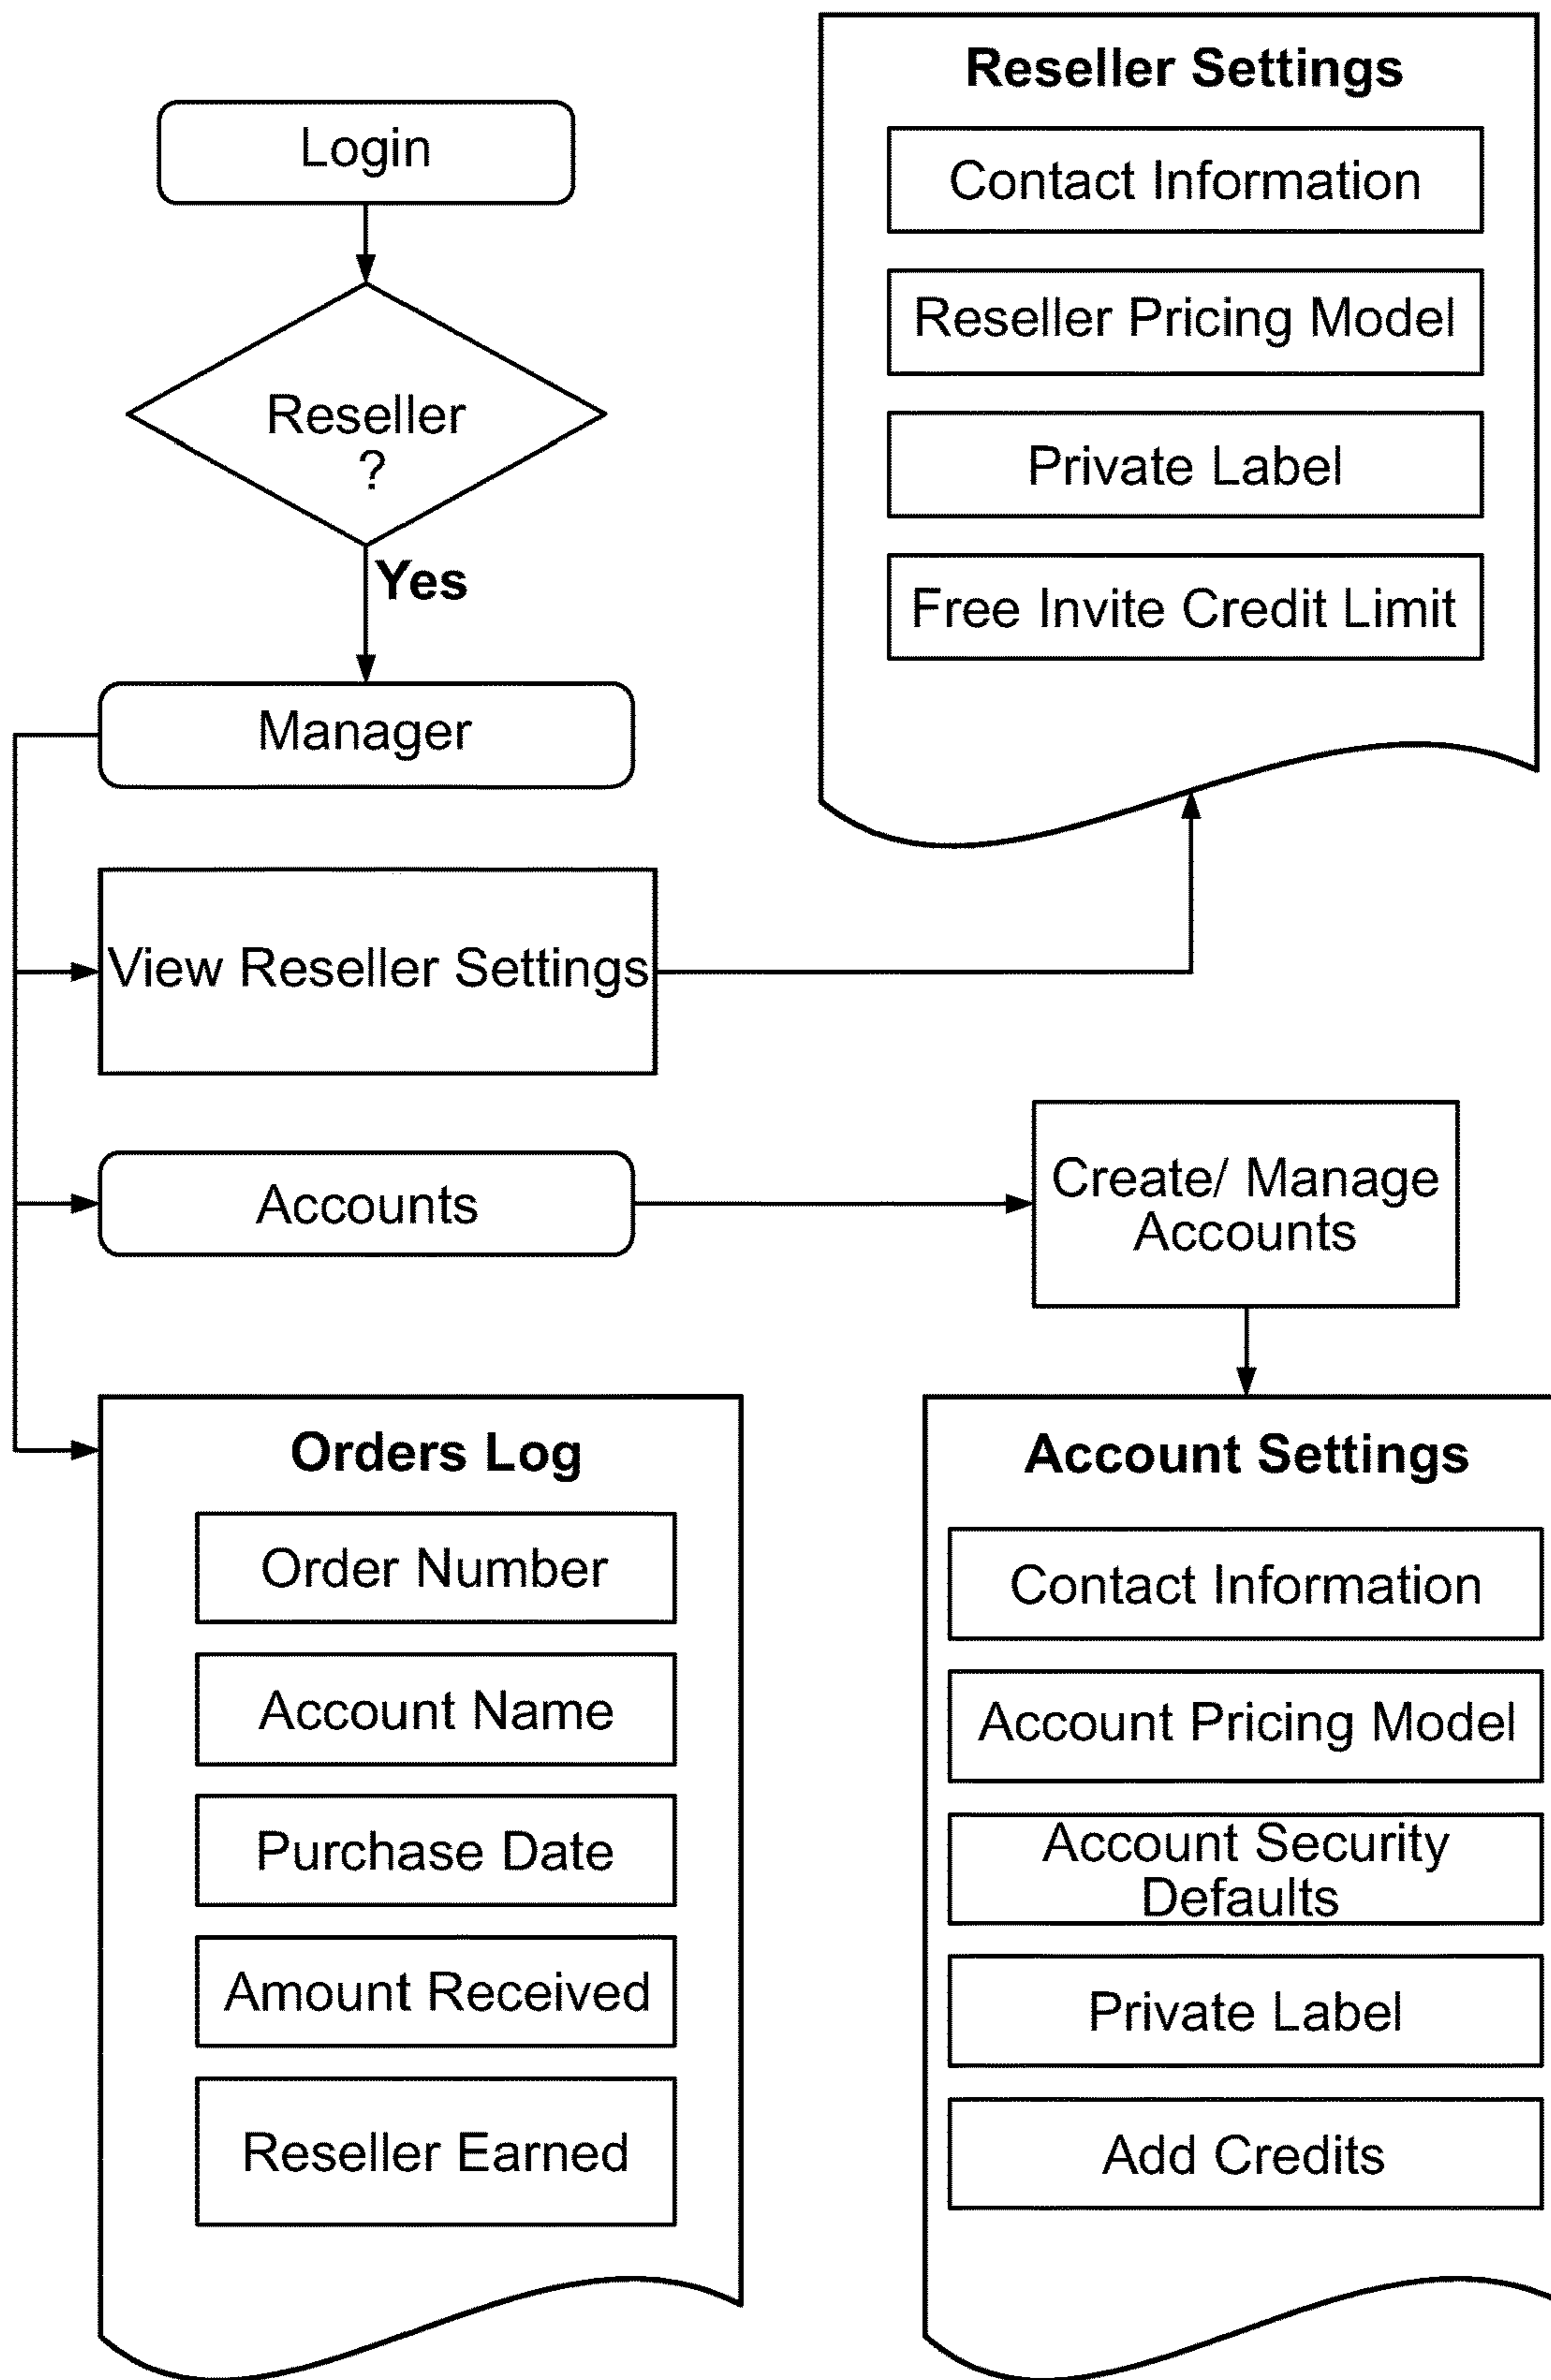 Login
Reseller
?
Yes
Manager
View Reseller Settings
Accounts
Reseller Settings
Contact Information
Reseller Pricing Model
Private Label
Free Invite Credit Limit
Create/ Manage
Accounts
Orders Log
Order Number
Account Name
Purchase Date
Amount Received
Reseller Earned
Account Settings
Contact Information
Account Pricing Model
Account Security
Defaults
Private Label
Add Credits